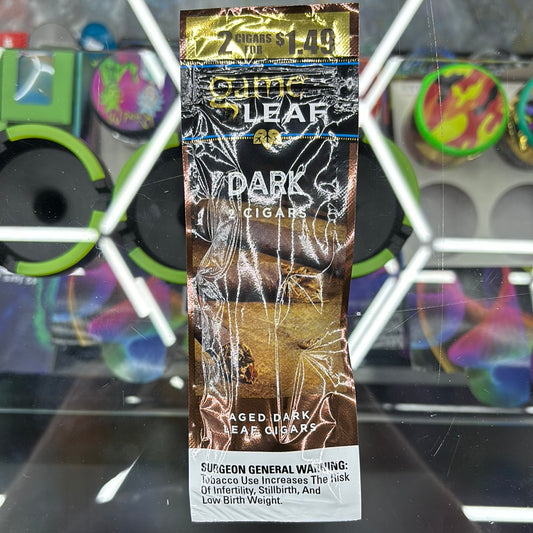 2 CIGARS FOR $1.49
game
LEAF
DARK
2 CIGARS
AGED DARK
LEAF CIGARS
SURGEON GENERAL WARNING:
Tobacco Use Increases The Risk
Of Infertility, Stillbirth, And
Low Birth Weight.